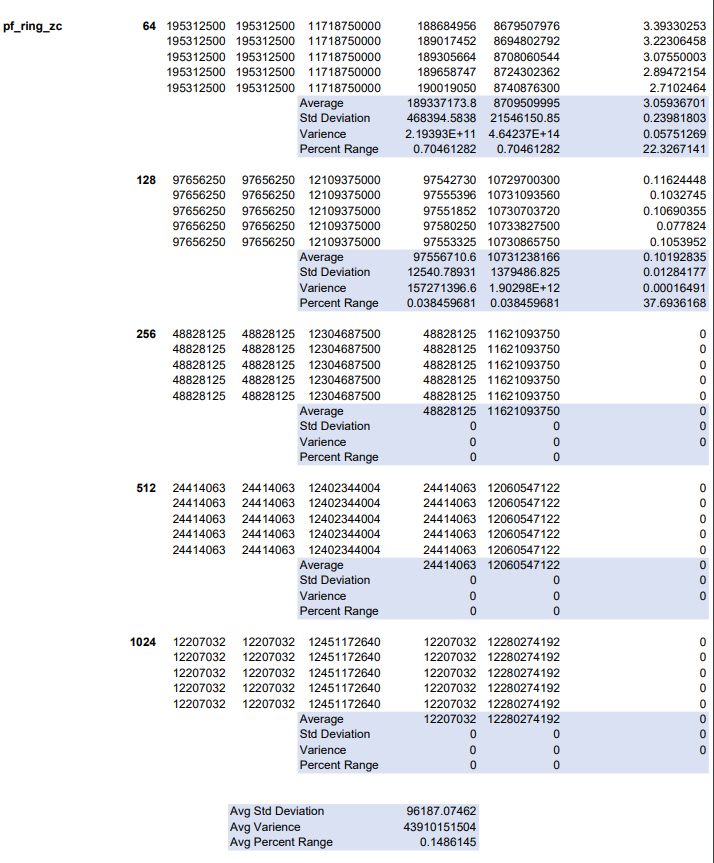 pf_ring_zc 64 195312500 195312500 11718750000 188684956 8679507976 3.39330253
195312500 195312500 11718750000 189017452 8694802792 3.22306458
195312500 195312500 11718750000 189305664 8708060544 3.07550003
195312500 195312500 11718750000 189658747 8724302362 2.89472154
195312500 195312500 11718750000 190019050 8740876300 2.7102464
Average 189337173.8 8709509995 3.05936701
Std Deviation 468394.5838 21546150.85 0.23981803
Varience 2.19393E+11 4.64237E+14 0.05751269
Percent Range 0.70461282 0.70461282 22.3267141
128 97656250 97656250 12109375000 97542730 10729700300 0.11624448
97656250 97656250 12109375000 97555396 10731093560 0.1032745
97656250 97656250 12109375000 97551852 10730703720 0.10690355
97656250 97656250 12109375000 97580250 10733827500 0.077824
97656250 97656250 12109375000 97553325 10730865750 0.1053952
Average 97556710.6 10731238166 0.10192835
Std Deviation 12540.78931 1379486.825 0.01284177
Varience 157271396.6 1.90298E+12 0.00016491
Percent Range 0.038459681 0.038459681 37.6936168
256 48828125 48828125 12304687500 48828125 11621093750 0
48828125 48828125 12304687500 48828125 11621093750 0
48828125 48828125 12304687500 48828125 11621093750 0
48828125 48828125 12304687500 48828125 11621093750 0
48828125 48828125 12304687500 48828125 11621093750 0
Average 48828125 11621093750 0
Std Deviation 0 0 0
Varience 0 0 0
Percent Range 0 0
512 24414063 24414063 12402344004 24414063 12060547122 0
24414063 24414063 12402344004 24414063 12060547122 0
24414063 24414063 12402344004 24414063 12060547122 0
24414063 24414063 12402344004 24414063 12060547122 0
24414063 24414063 12402344004 24414063 12060547122 0
Average 24414063 12060547122 0
Std Deviation 0 0 0
Varience 0 0 0
Percent Range 0 0
1024 12207032 12207032 12451172640 12207032 12280274192 0
12207032 12207032 12451172640 12207032 12280274192 0
12207032 12207032 12451172640 12207032 12280274192 0
12207032 12207032 12451172640 12207032 12280274192 0
12207032 12207032 12451172640 12207032 12280274192 0
Average 12207032 12280274192 0
Std Deviation 0 0 0
Varience 0 0 0
Percent Range 0 0
Avg Std Deviation 96187.07462
Avg Varience 43910151504
Avg Percent Range 0.1486145